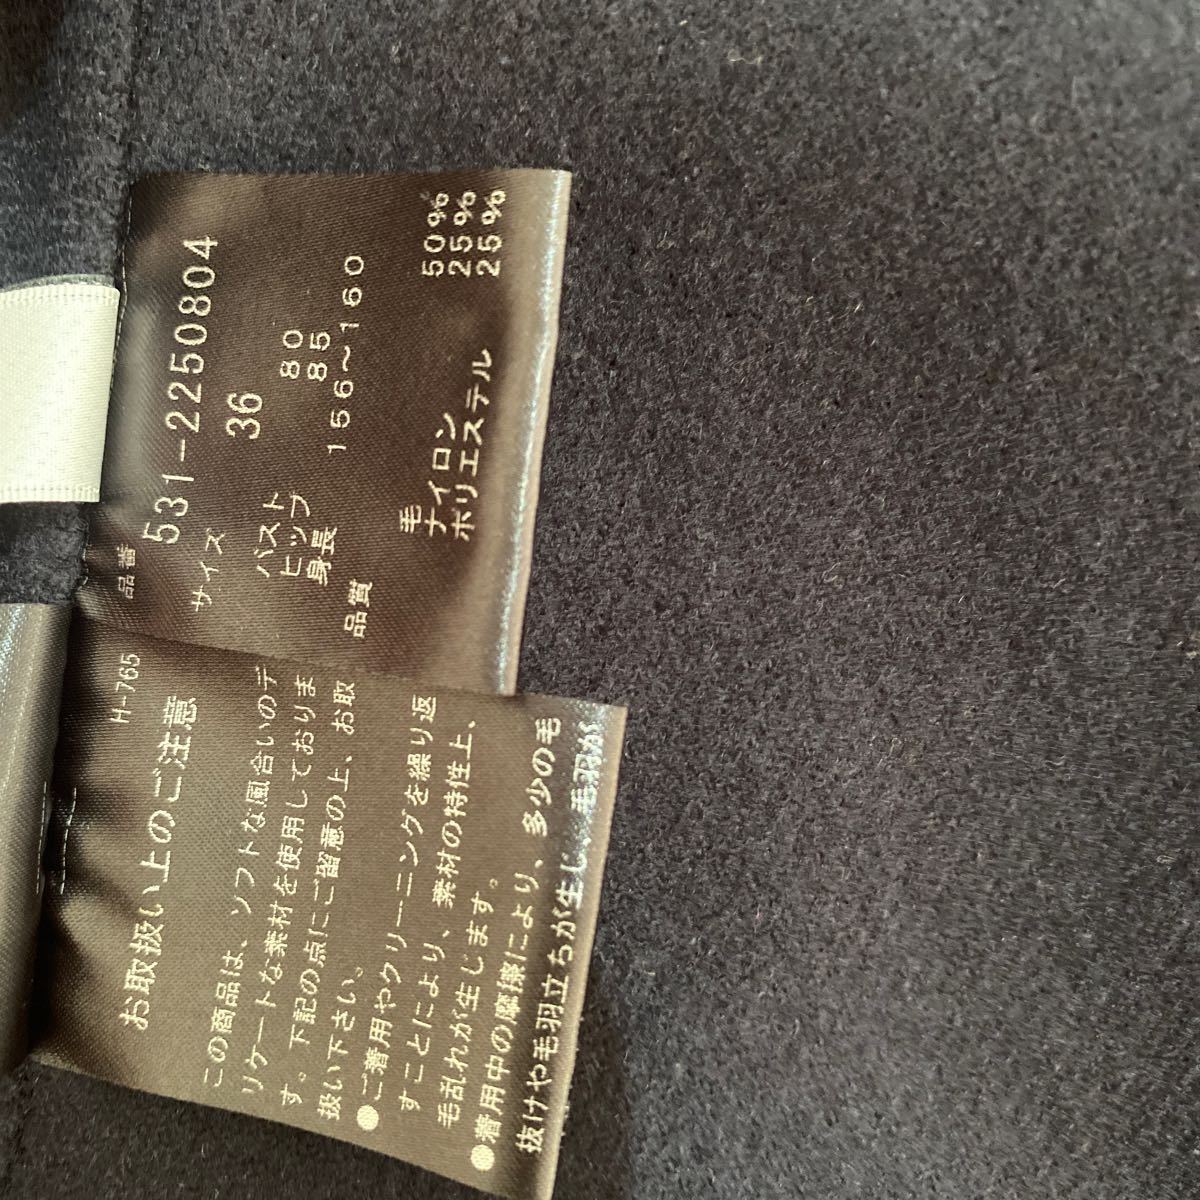 品番
531-2250804
サイズ 36
バスト 80
ヒップ 85
身長 156～160
品質
毛 50%
ナイロン 25%
ポリエステル 25%
H-765
お取扱い上のご注意
この商品は、ソフトな風合いのデ
リケートな素材を使用しておりま
す。下記の点にご留意の上、お取
扱い下さい。
●ご着用やクリーニングを繰り返
すことにより、素材の特性上、
毛乱れが生じます。
●着用中の摩擦により、多少の毛
抜けや毛羽立ちが生じ、毛羽が